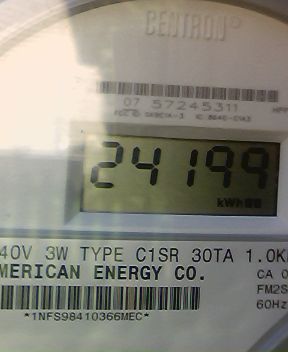 CENTRON®
07 57245311
24199
kWh
40V 3W TYPE C1SR 30TA 1.0K
MERICAN ENERGY CO.
CA 0
FM2S
60Hz
*1NFS98410366MEC*